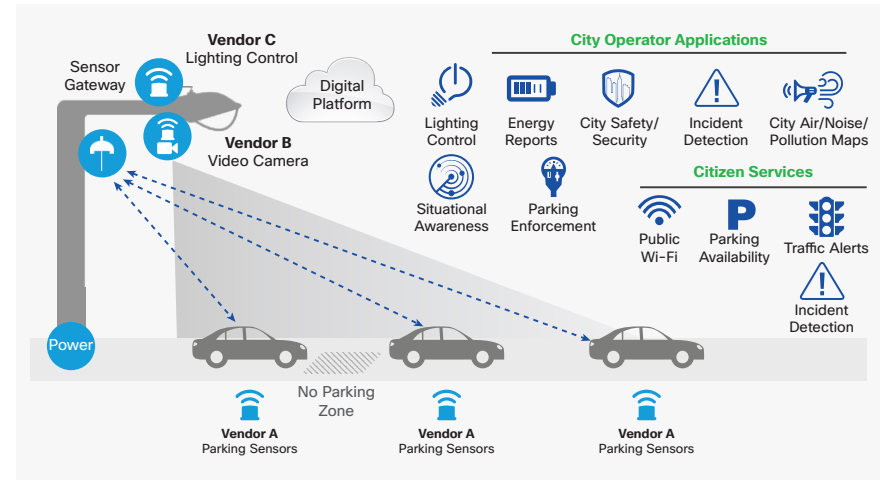 Vendor C
Lighting Control
Sensor
Gateway
Digital
Platform
Vendor B
Video Camera
City Operator Applications
Lighting
Control
Energy
Reports
City Safety/
Security
Incident
Detection
City Air/Noise/
Pollution Maps
Situational
Awareness
Parking
Enforcement
Citizen Services
Public
Wi-Fi
P
Parking
Availability
Traffic Alerts
Incident
Detection
Power
No Parking
Zone
Vendor A
Parking Sensors
Vendor A
Parking Sensors
Vendor A
Parking Sensors